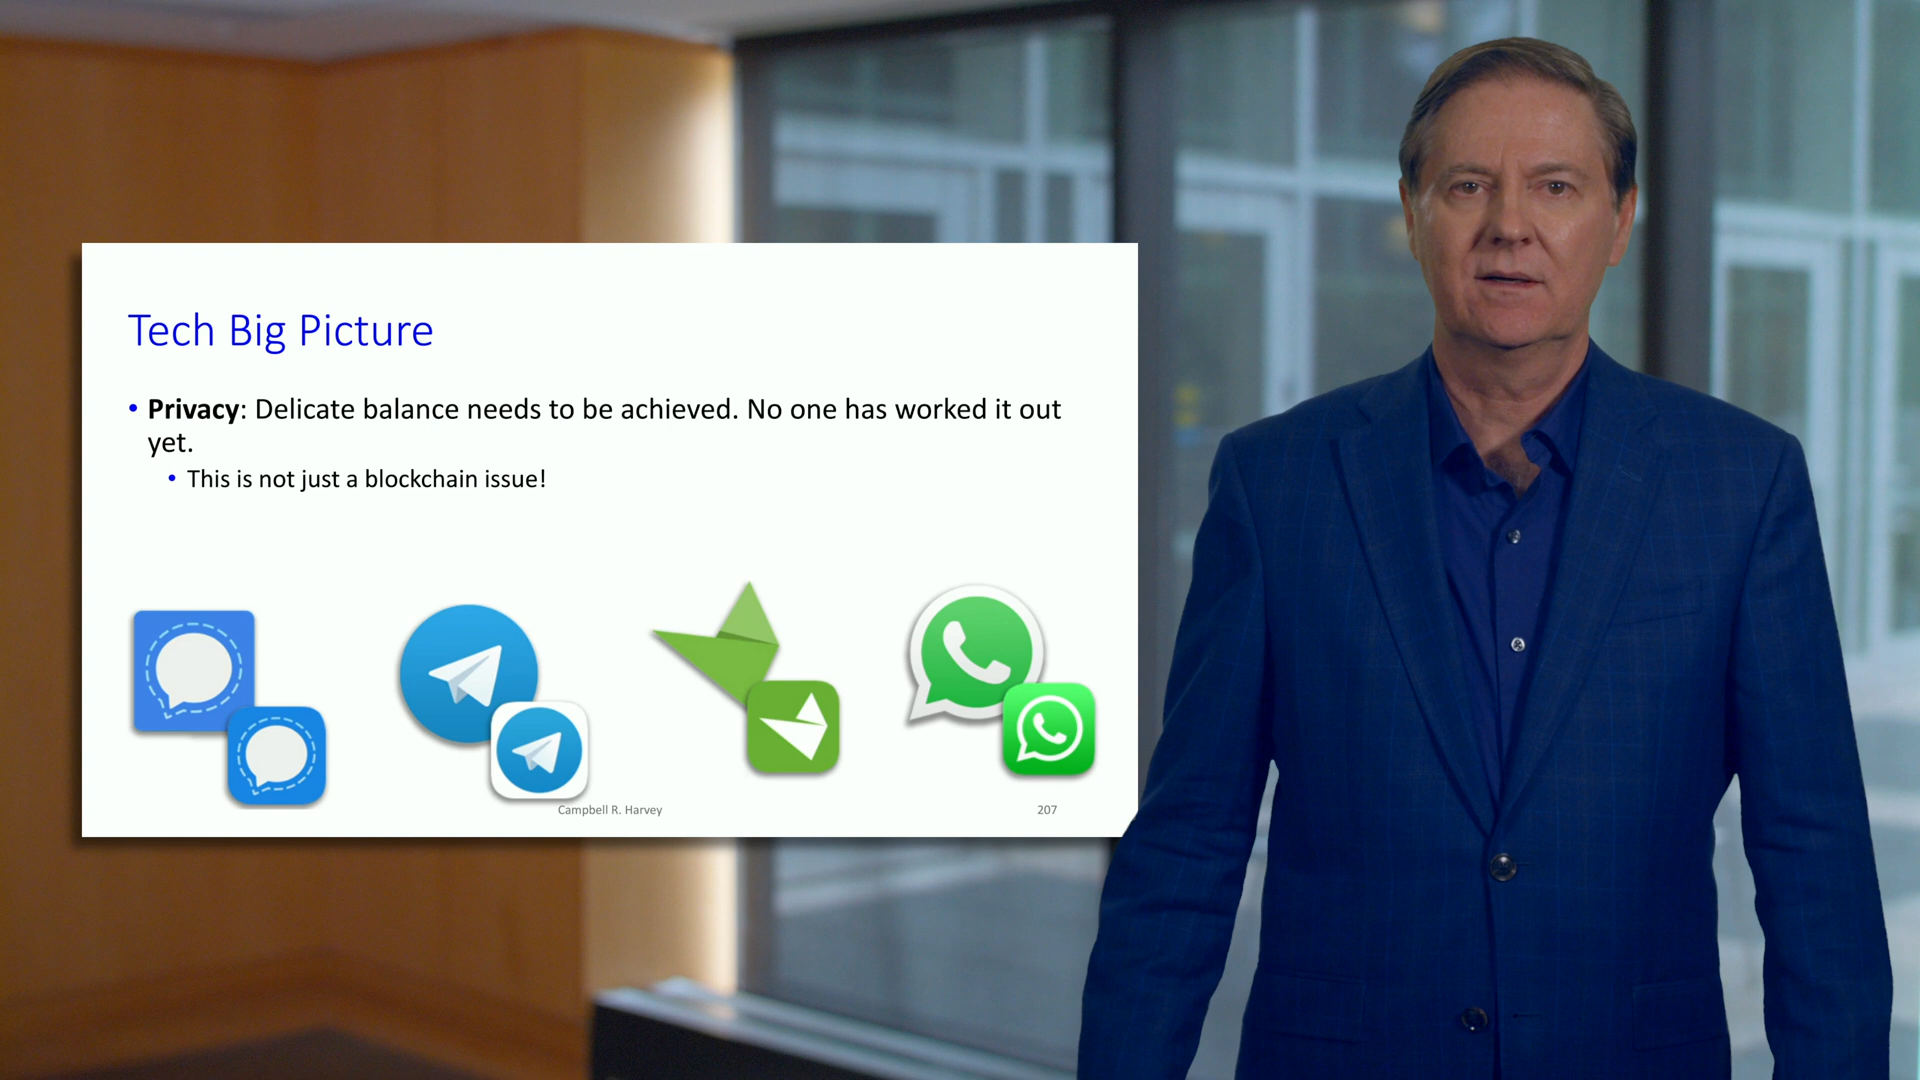 Tech Big Picture
• Privacy: Delicate balance needs to be achieved. No one has worked it out
yet.
• This is not just a blockchain issue!
Campbell R. Harvey
207